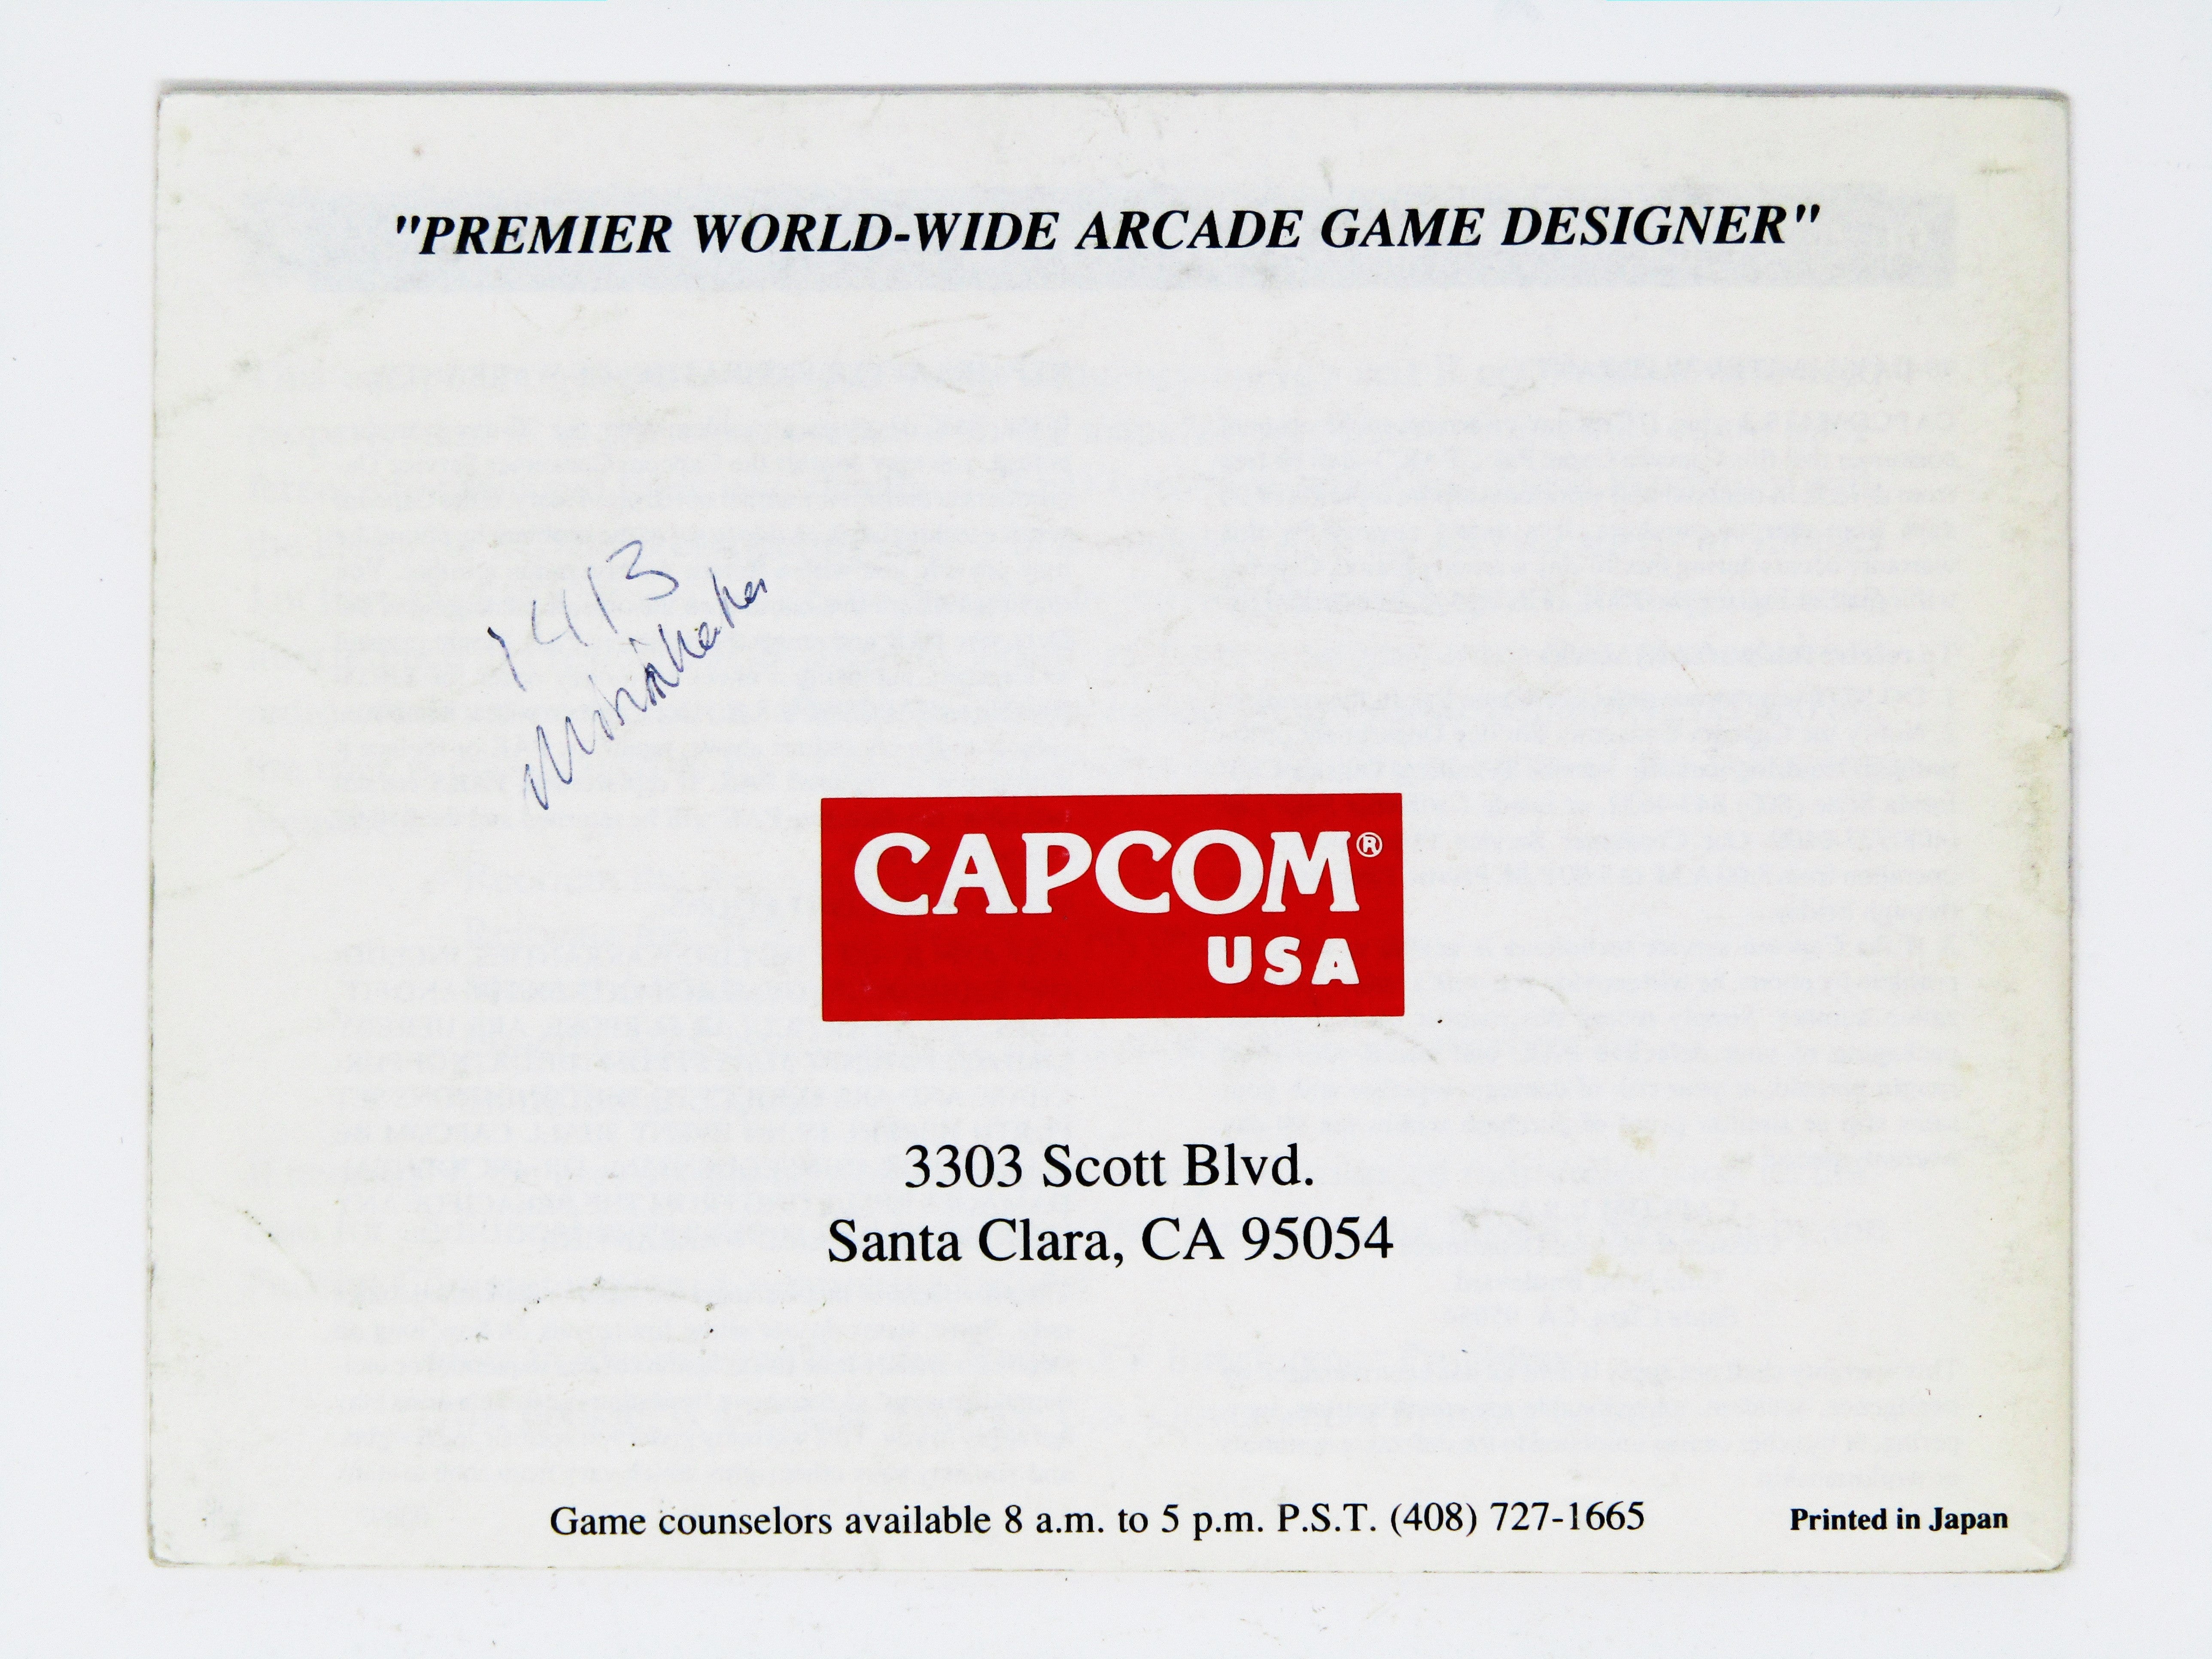 "PREMIER WORLD-WIDE ARCADE GAME DESIGNER"
1413
CAPCOM®
USA
3303 Scott Blvd.
Santa Clara, CA 95054
Game counselors available 8 a.m. to 5 p.m. P.S.T. (408) 727-1665
Printed in Japan